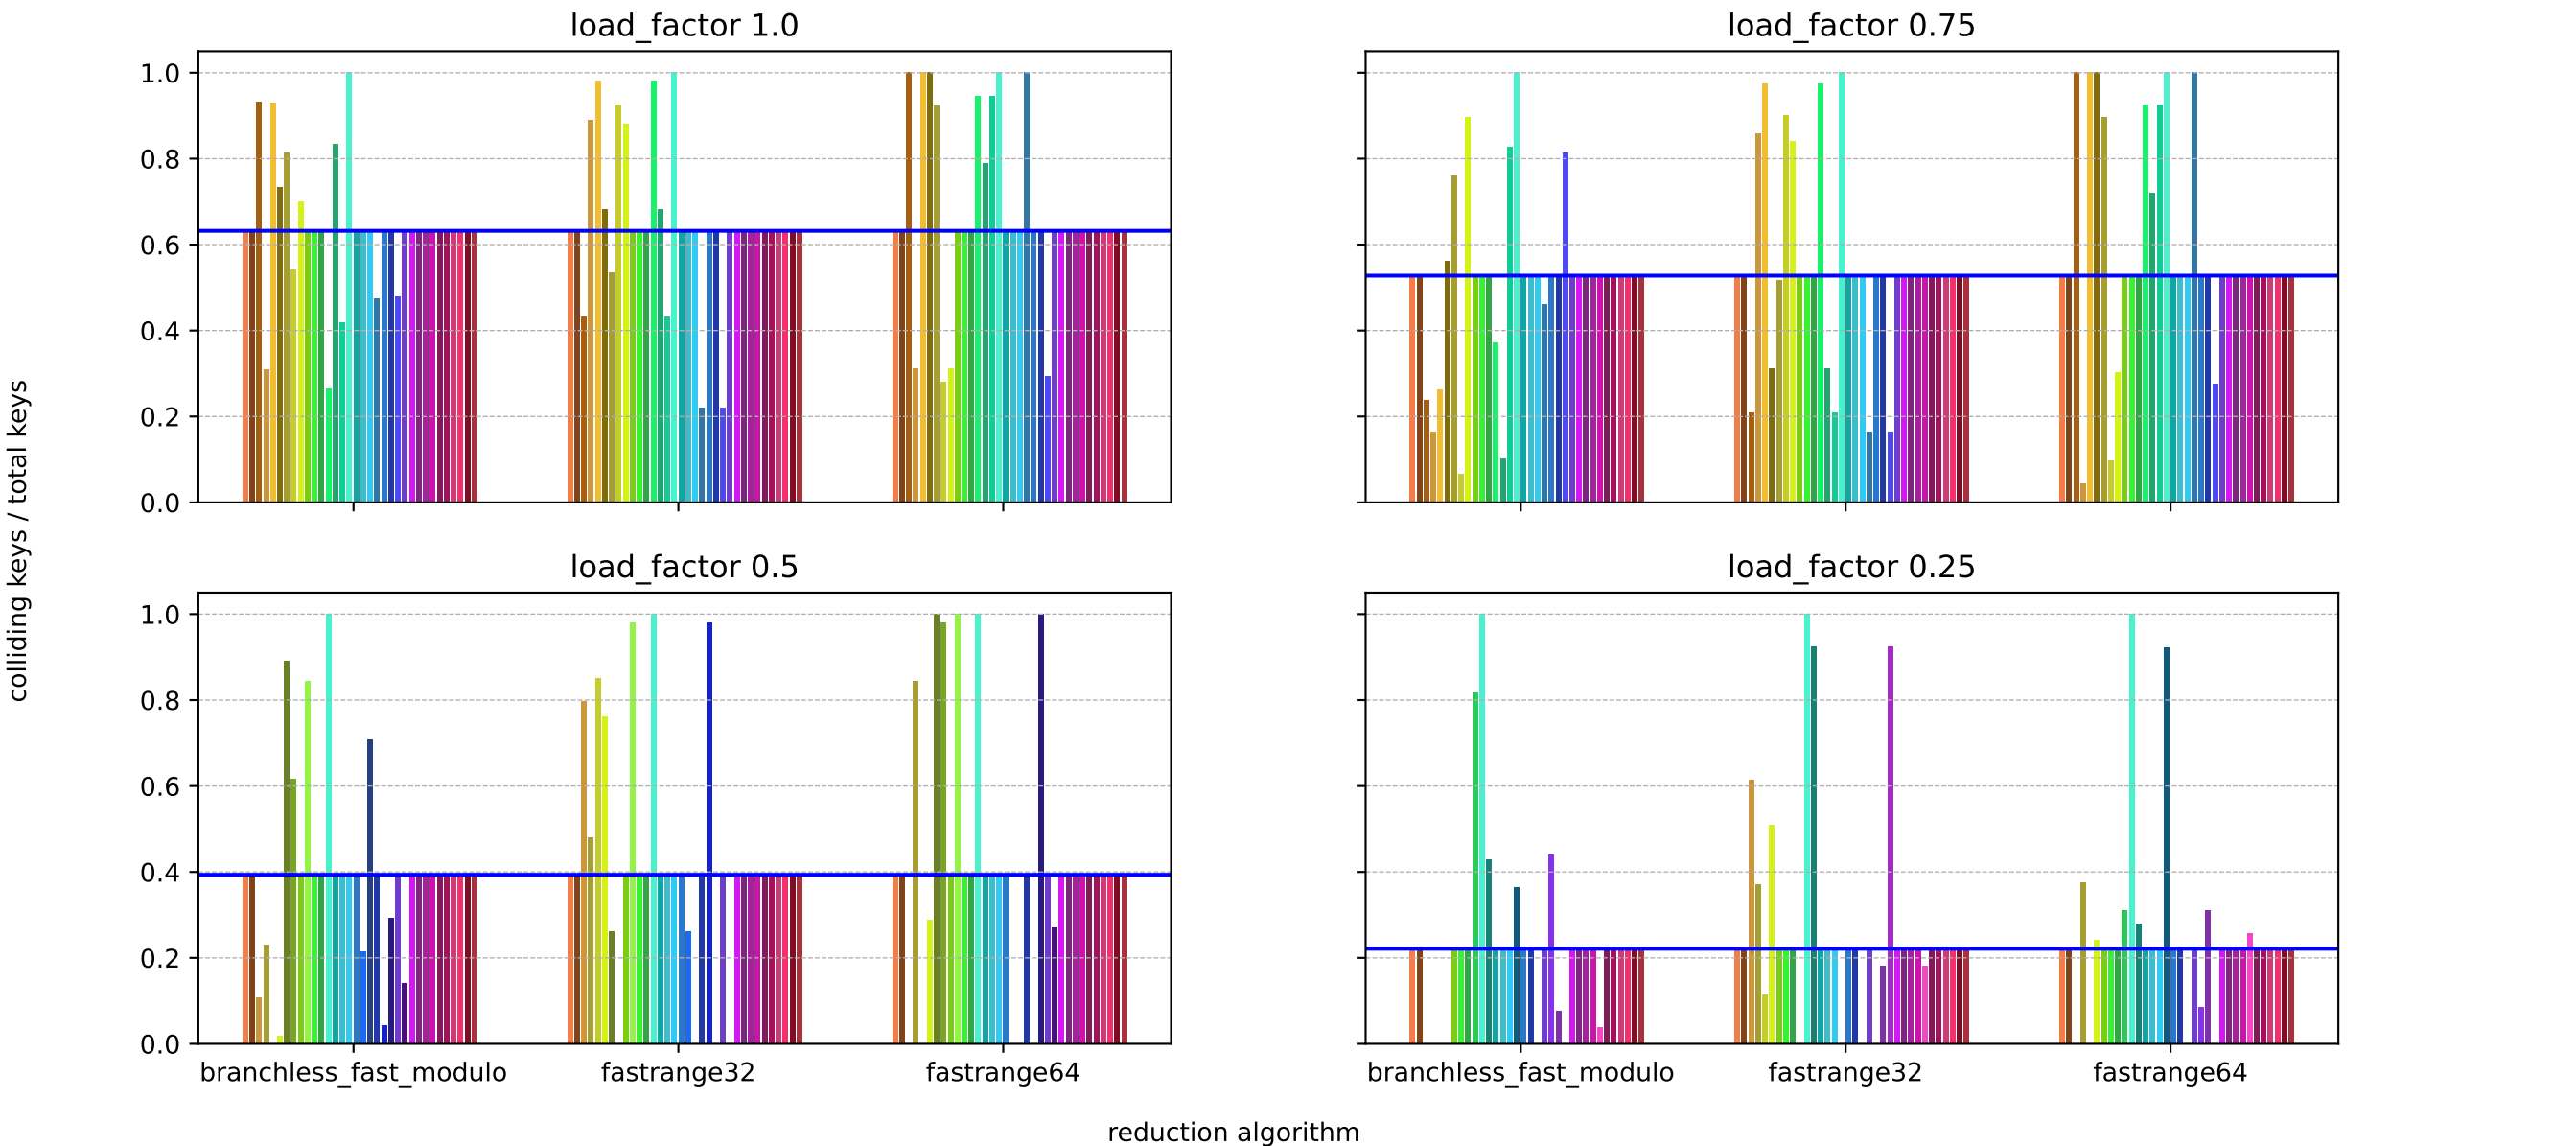 load_factor 1.0
load_factor 0.75
1.0
0.8
0.6
0.4
0.2
0.0
colliding keys / total keys
load_factor 0.5
load_factor 0.25
1.0
0.8
0.6
0.4
0.2
0.0
branchless_fast_modulo fastrange32 fastrange64
branchless_fast_modulo fastrange32 fastrange64
reduction algorithm